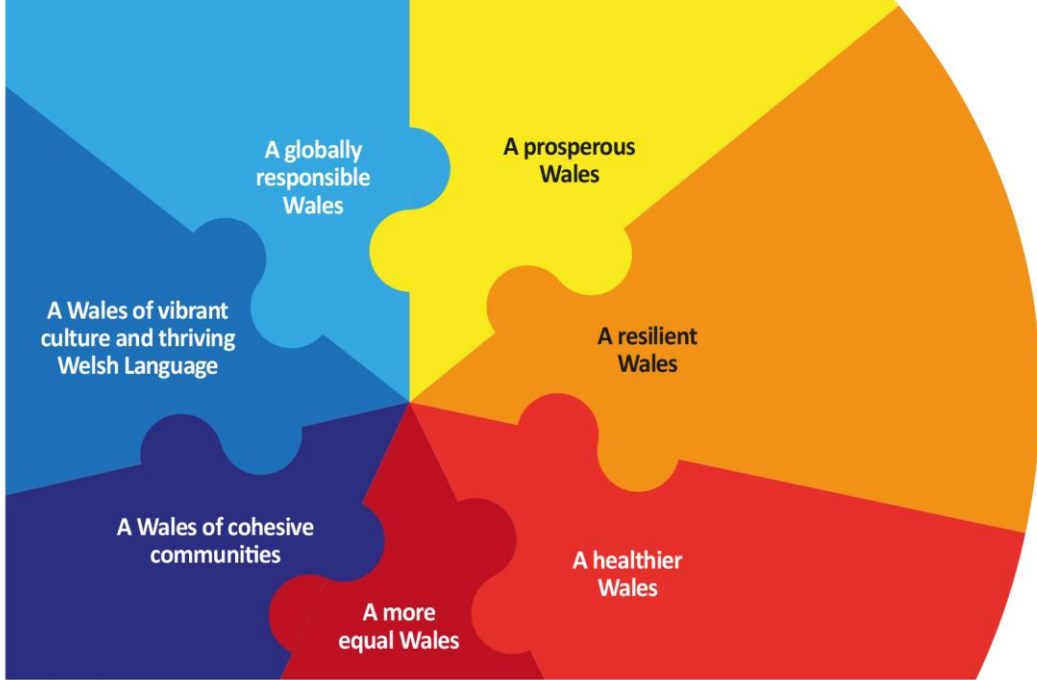 A globally
responsible
Wales
A prosperous
Wales
A resilient
Wales
A healthier
Wales
A more
equal Wales
A Wales of cohesive
communities
A Wales of vibrant
culture and thriving
Welsh Language